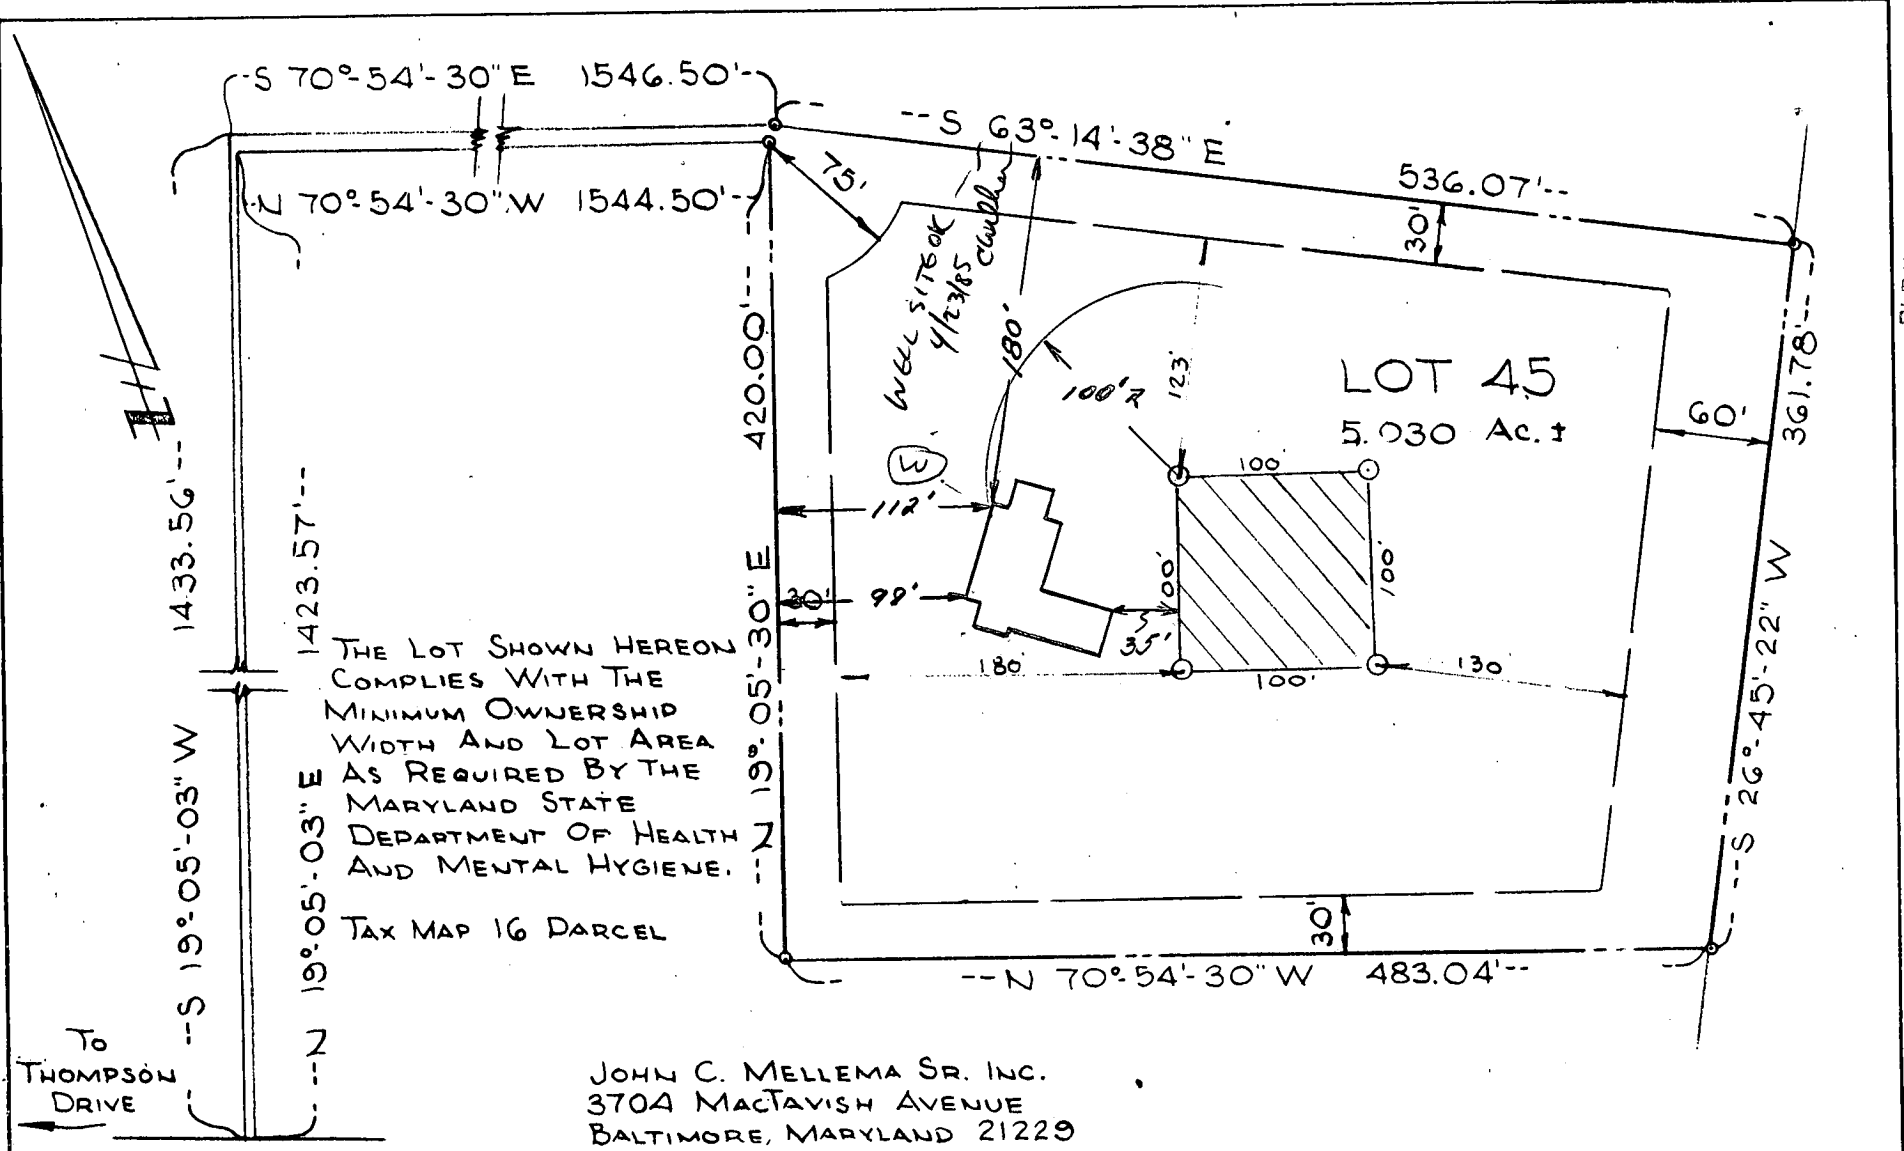 S 70°-54'-30" E 1546.50'
N 70°-54'-30" W 1544.50'
--S 63°-14'-38" E
536.07'--
75'
30'
WELL SITE OK
4/23/85
180'
100' R
123'
LOT 45
5.030 Ac. ±
60'
361.78'--
--S 26°-45'-22" W
420.00'--
--N 19°-05'-30" E
W
112'
98'
30'
35'
100'
100'
100'
100'
180'
130'
30'
--N 70°-54'-30" W 483.04'--
1433.56'--
--S 19°-05'-03" W
1423.57'--
--N 19°-05'-03" E
N
THE LOT SHOWN HEREON
COMPLIES WITH THE
MINIMUM OWNERSHIP
WIDTH AND LOT AREA
AS REQUIRED BY THE
MARYLAND STATE
DEPARTMENT OF HEALTH
AND MENTAL HYGIENE.
TAX MAP 16 PARCEL
TO
THOMPSON
DRIVE
JOHN C. MELLEMA SR. INC.
3704 MACTAVISH AVENUE
BALTIMORE, MARYLAND 21229